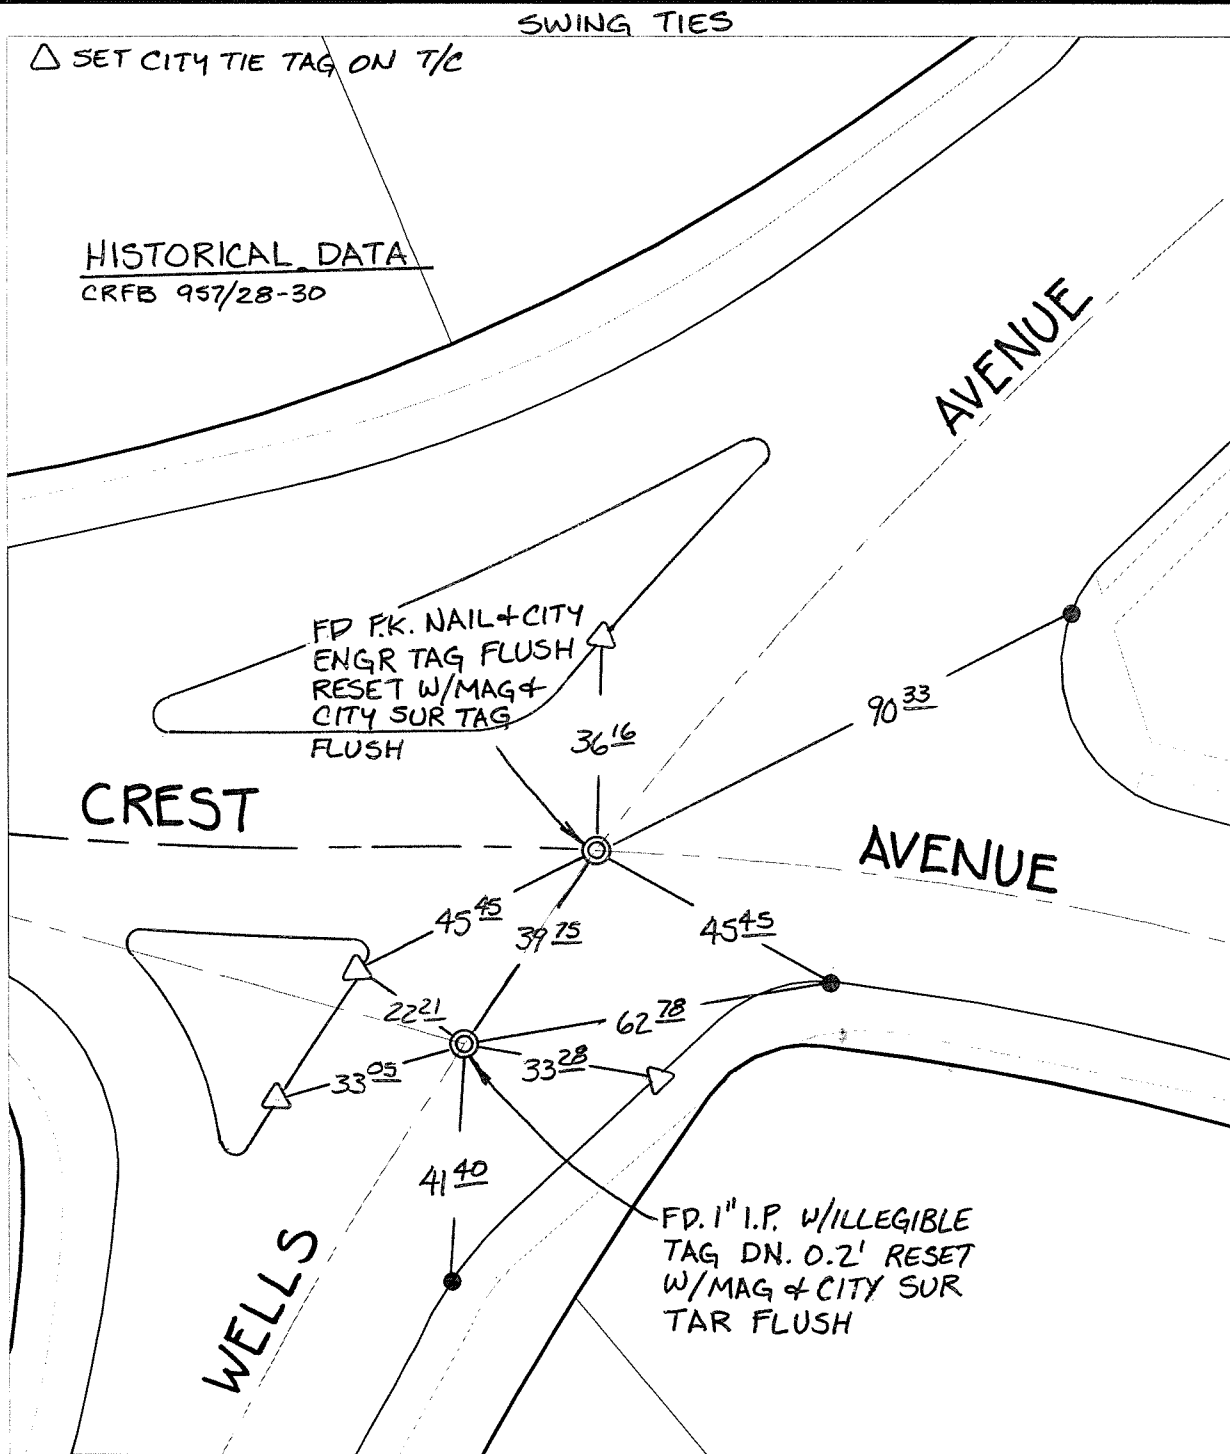 SWING TIES
△ SET CITY TIE TAG ON T/C
HISTORICAL DATA
CRFB 957/28-30
AVENUE
FD P.K. NAIL & CITY
ENGR TAG FLUSH
RESET W/MAG &
CITY SUR TAG
FLUSH
36 16
90 33
CREST
AVENUE
45 45
39 75
45 45
22 21
62 78
33 05
33 28
41 40
WELLS
FD. 1" I.P. W/ILLEGIBLE
TAG DN. 0.2' RESET
W/MAG & CITY SUR
TAR FLUSH